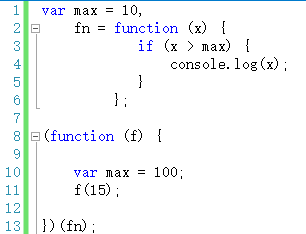 1 var max = 10,
2 fn = function (x) {
3 if (x > max) {
4 console.log(x);
5 }
6 };
7
8 (function (f) {
9
10 var max = 100;
11 f(15);
12
13 })(fn);